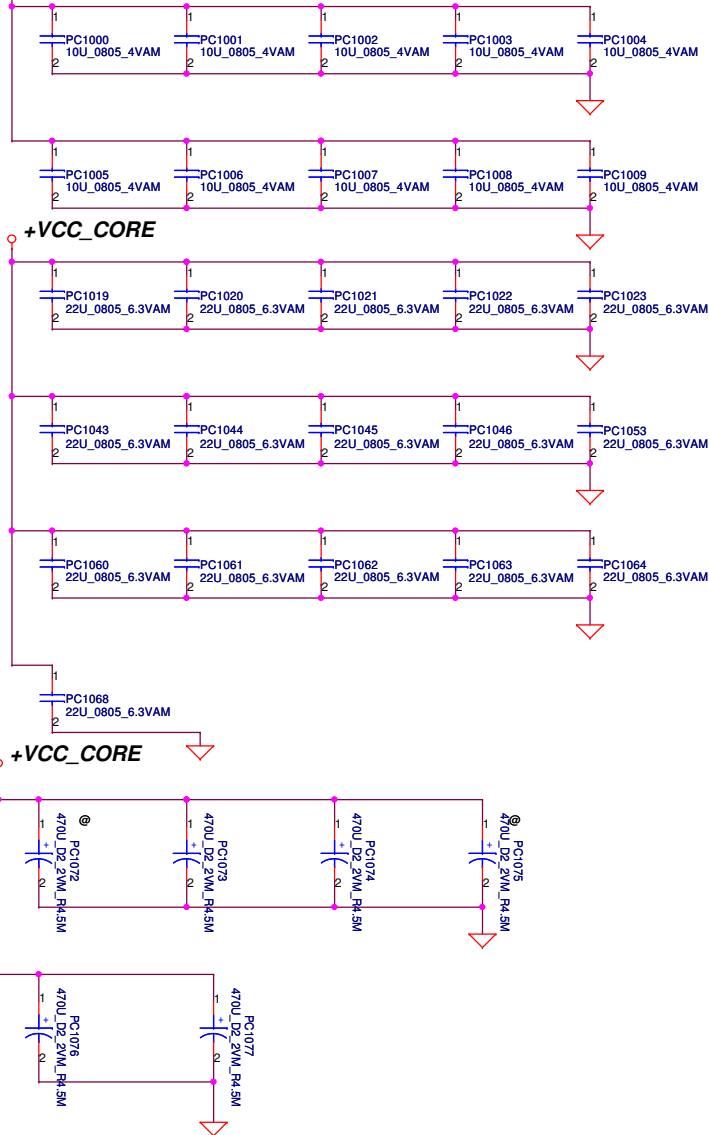 1 1 1 1 1
PC1000 PC1001 PC1002 PC1003 PC1004
10U_0805_4VAM 10U_0805_4VAM 10U_0805_4VAM 10U_0805_4VAM 10U_0805_4VAM
2 2 2 2 2
1 1 1 1 1
PC1005 PC1006 PC1007 PC1008 PC1009
10U_0805_4VAM 10U_0805_4VAM 10U_0805_4VAM 10U_0805_4VAM 10U_0805_4VAM
2 2 2 2 2
+VCC_CORE
1 1 1 1 1
PC1019 PC1020 PC1021 PC1022 PC1023
22U_0805_6.3VAM 22U_0805_6.3VAM 22U_0805_6.3VAM 22U_0805_6.3VAM 22U_0805_6.3VAM
2 2 2 2 2
1 1 1 1 1
PC1043 PC1044 PC1045 PC1046 PC1053
22U_0805_6.3VAM 22U_0805_6.3VAM 22U_0805_6.3VAM 22U_0805_6.3VAM 22U_0805_6.3VAM
2 2 2 2 2
1 1 1 1 1
PC1060 PC1061 PC1062 PC1063 PC1064
22U_0805_6.3VAM 22U_0805_6.3VAM 22U_0805_6.3VAM 22U_0805_6.3VAM 22U_0805_6.3VAM
2 2 2 2 2
1
PC1068
22U_0805_6.3VAM
2
+VCC_CORE
@ @
1 1 1 1
+ + + +
PC1072 PC1073 PC1074 PC1075
470U_D2_2VM_R4.5M 470U_D2_2VM_R4.5M 470U_D2_2VM_R4.5M 470U_D2_2VM_R4.5M
2 2 2 2
1 1
+ +
PC1076 PC1077
470U_D2_2VM_R4.5M 470U_D2_2VM_R4.5M
2 2